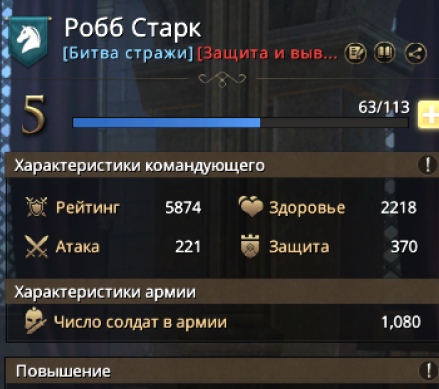 Робб Старк
[Битва стражи] [Защита и выв...
5
63/113
Характеристики командующего
Рейтинг 5874 Здоровье 2218
Атака 221 Защита 370
Характеристики армии
Число солдат в армии 1,080
Повышение